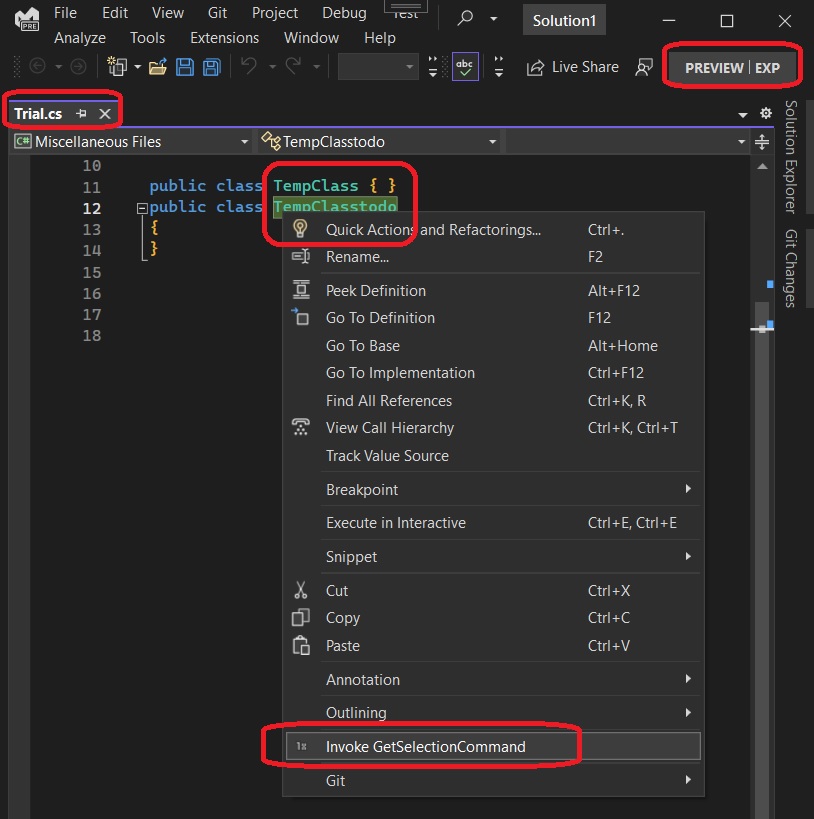 File Edit View Git Project Debug Test Solution1
PRE
Analyze Tools Extensions Window Help
abc Live Share PREVIEW | EXP
Trial.cs
C# Miscellaneous Files TempClasstodo
Solution Explorer
Git Changes
10
11 public class TempClass { }
12 public class TempClasstodo
13 {
14 }
15
16
17
18
Quick Actions and Refactorings... Ctrl+.
Rename... F2
Peek Definition Alt+F12
Go To Definition F12
Go To Base Alt+Home
Go To Implementation Ctrl+F12
Find All References Ctrl+K, R
View Call Hierarchy Ctrl+K, Ctrl+T
Track Value Source
Breakpoint
Execute in Interactive Ctrl+E, Ctrl+E
Snippet
Cut Ctrl+X
Copy Ctrl+C
Paste Ctrl+V
Annotation
Outlining
1x Invoke GetSelectionCommand
Git